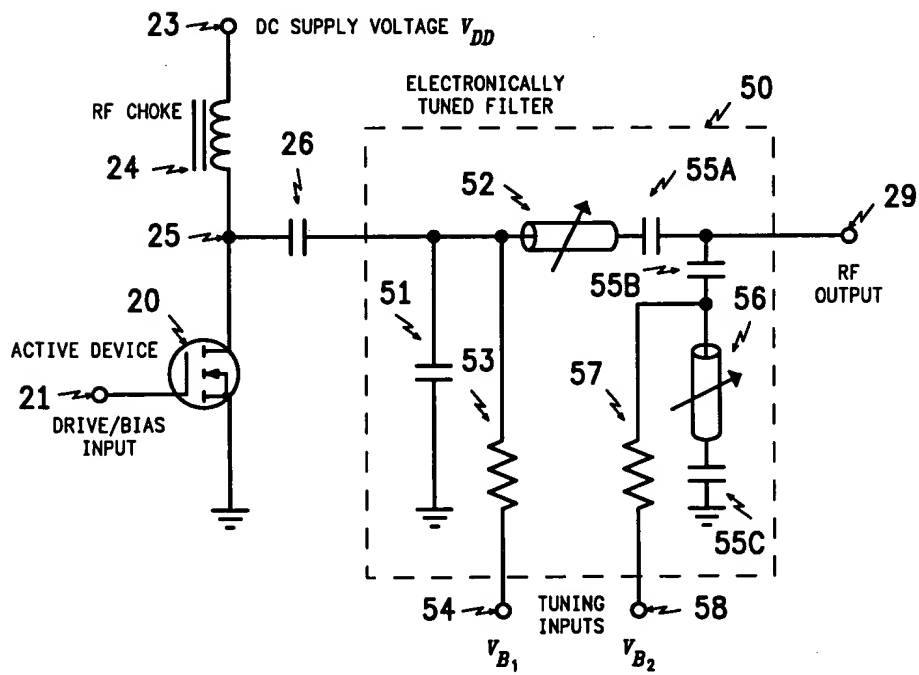 23
DC SUPPLY VOLTAGE V_DD
ELECTRONICALLY
TUNED FILTER
50
RF CHOKE
24
26
52
55A
29
25
55B
RF
OUTPUT
20
51
56
ACTIVE DEVICE
53
57
21
DRIVE/BIAS
INPUT
55C
54
TUNING
INPUTS
58
V_B1
V_B2